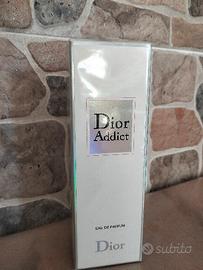 Dior
Addict
EAU DE PARFUM
Dior
subito